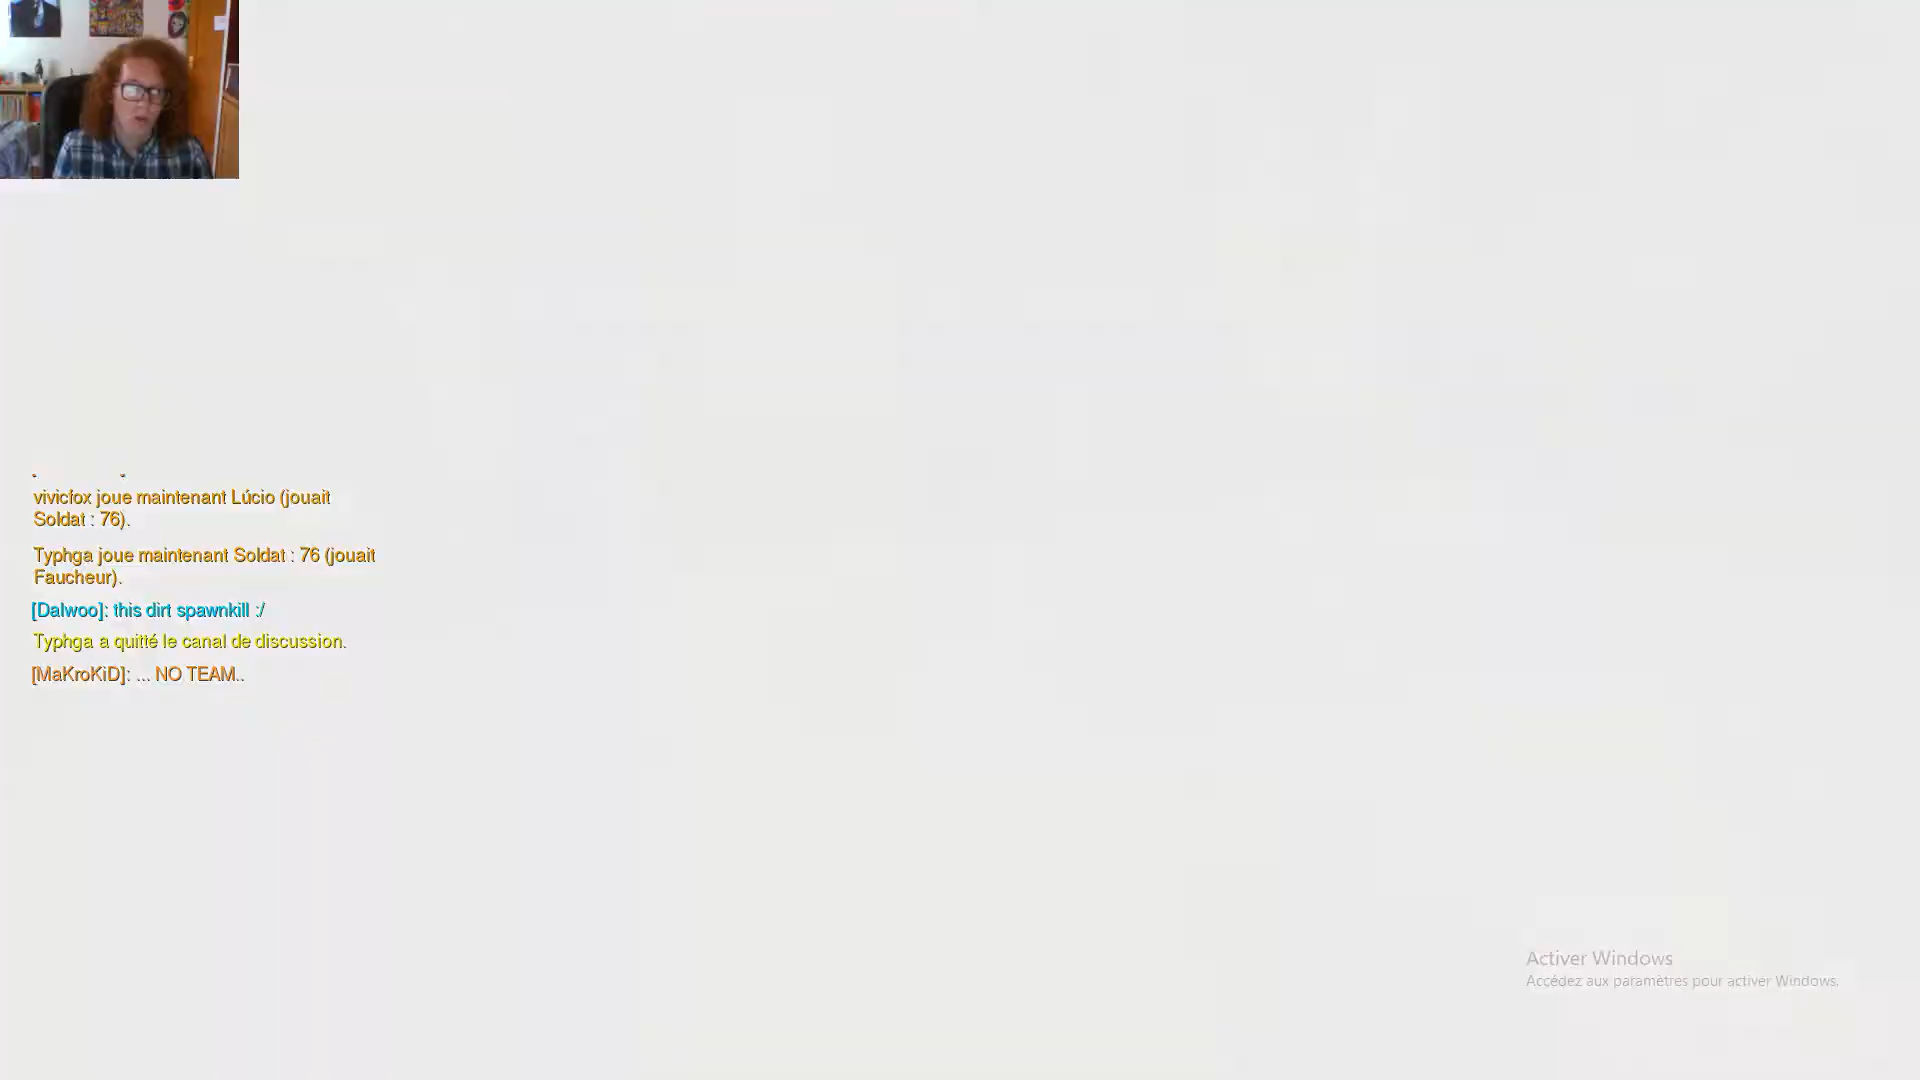 vivicfox joue maintenant Lúcio (jouait
Soldat : 76).
Typhga joue maintenant Soldat : 76 (jouait
Faucheur).
[Dalwoo]: this dirt spawnkill :/
Typhga a quitté le canal de discussion.
[MaKroKiD]: ... NO TEAM..
Activer Windows
Accédez aux paramètres pour activer Windows.